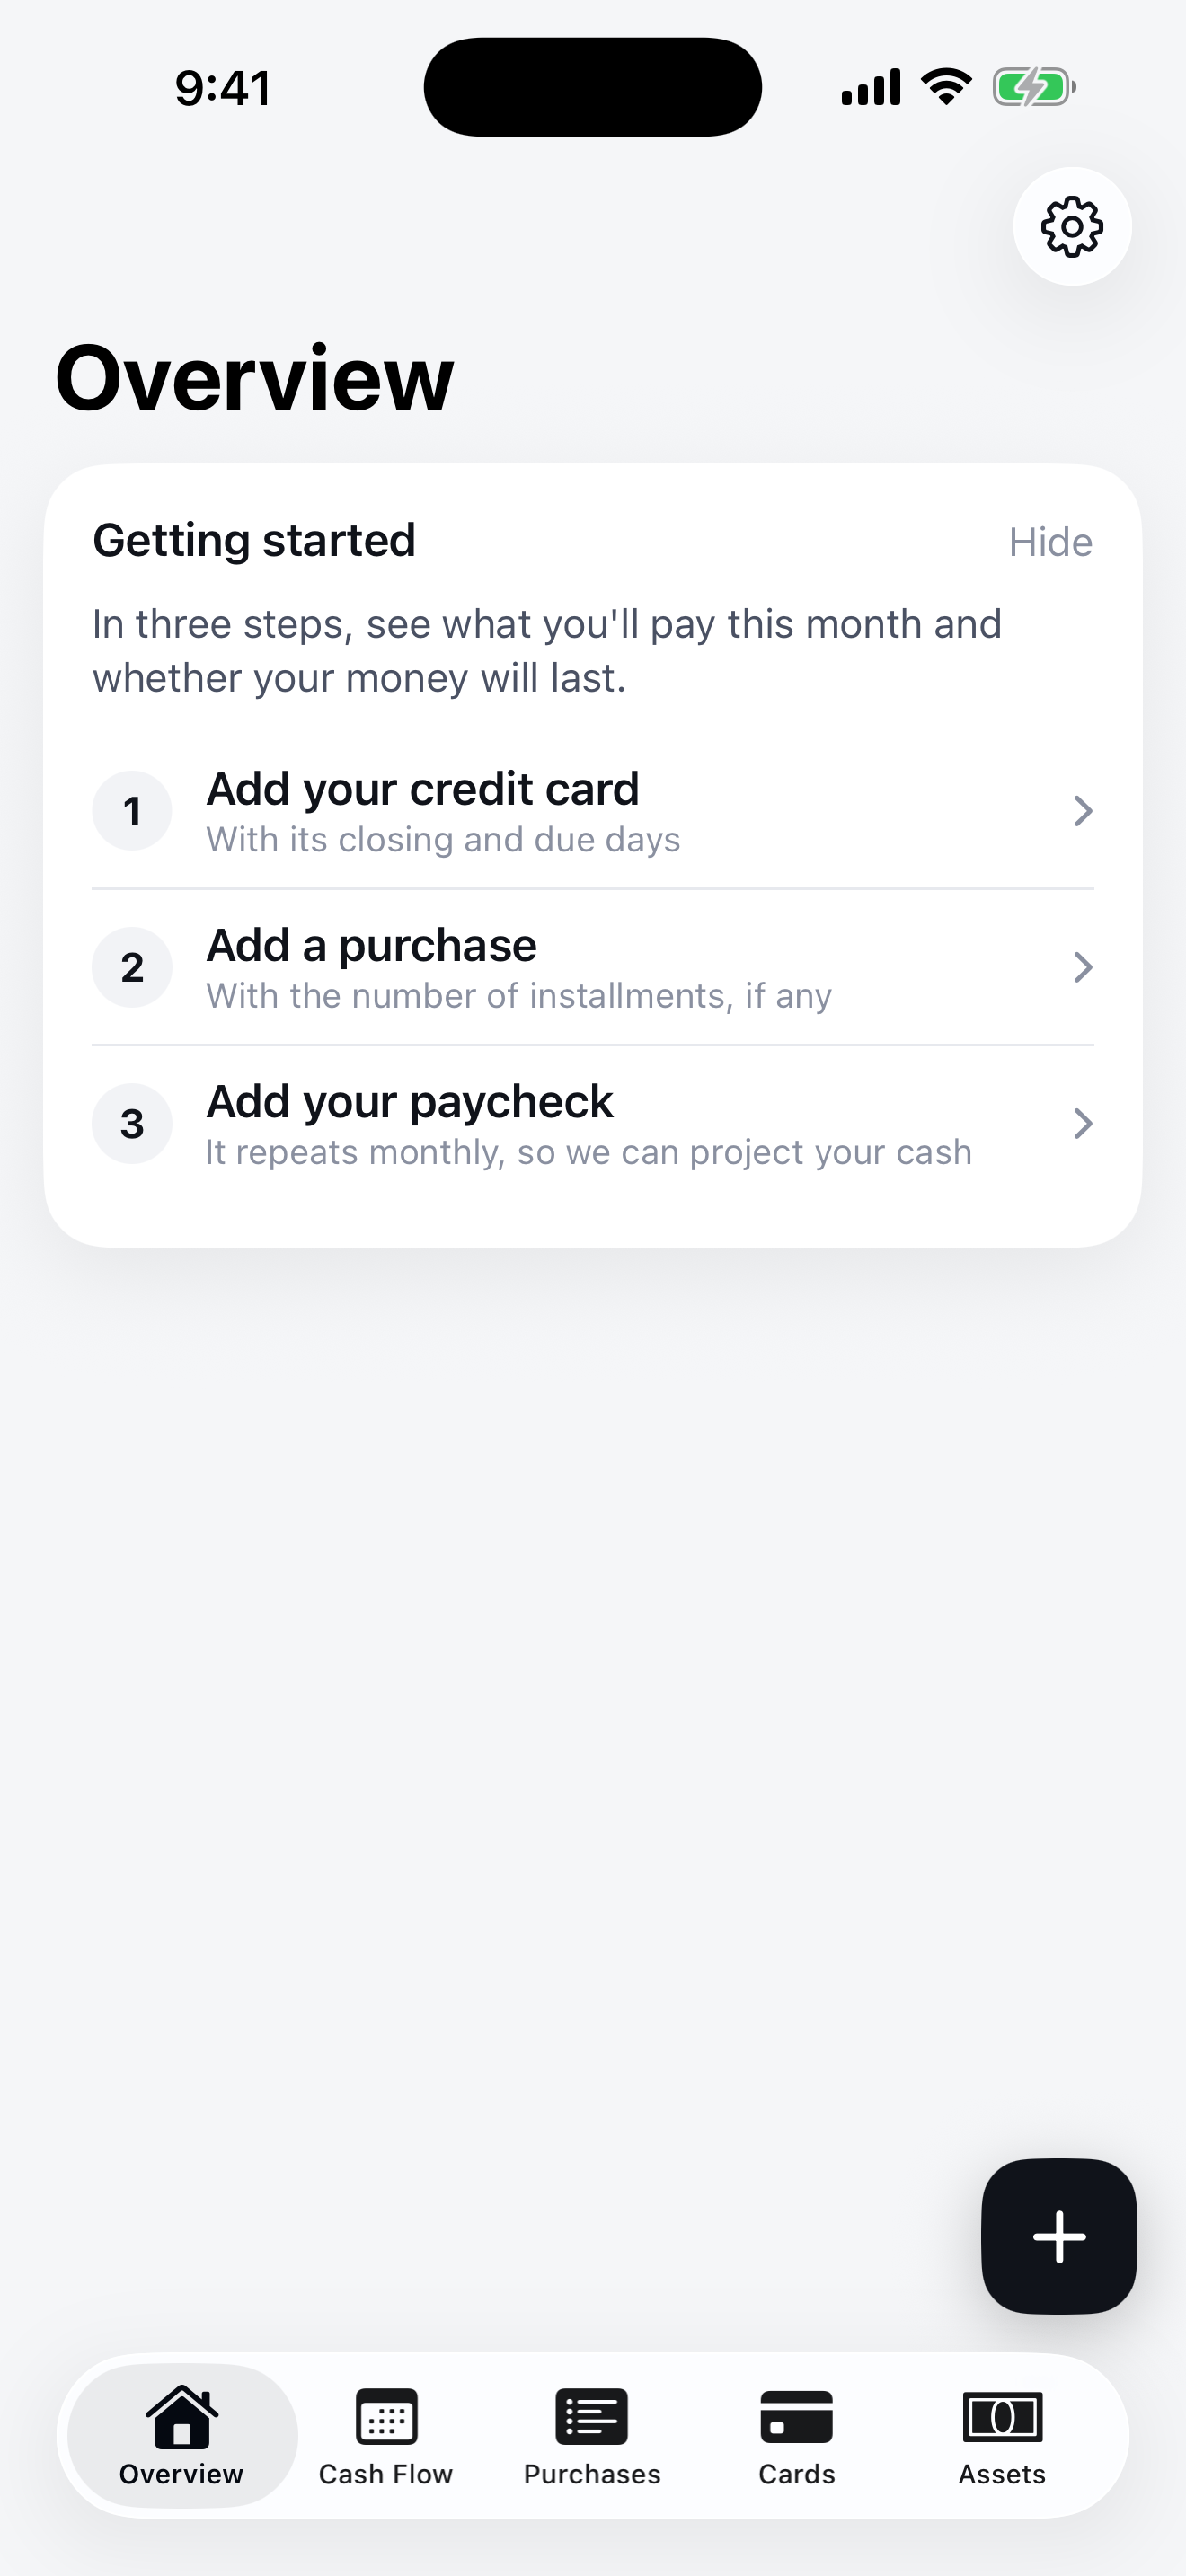 9:41
Overview
Getting started
Hide
In three steps, see what you'll pay this month and
whether your money will last.
1
Add your credit card
With its closing and due days
2
Add a purchase
With the number of installments, if any
3
Add your paycheck
It repeats monthly, so we can project your cash
Overview
Cash Flow
Purchases
Cards
Assets